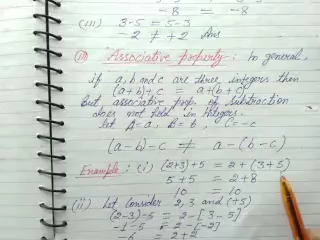 -8 = -8
(iii) 3-5 = 5-3
-2 ≠ +2 Ans
Associative property: In general,
if a, b and c are three integers then
(a+b)+c = a+(b+c)
But associative prop. of subtraction
does not hold in integers.
let A=a, B=b, C=-c
(a-b)-c ≠ a-(b-c)
Example: (i) (2+3)+5 = 2+(3+5)
5+5 = 2+8
10 = 10
(ii) let consider 2, 3 and (+5)
(2-3)-5 = 2-[3-5]
-1-5 = 2-[-2]
-6 = 2+2